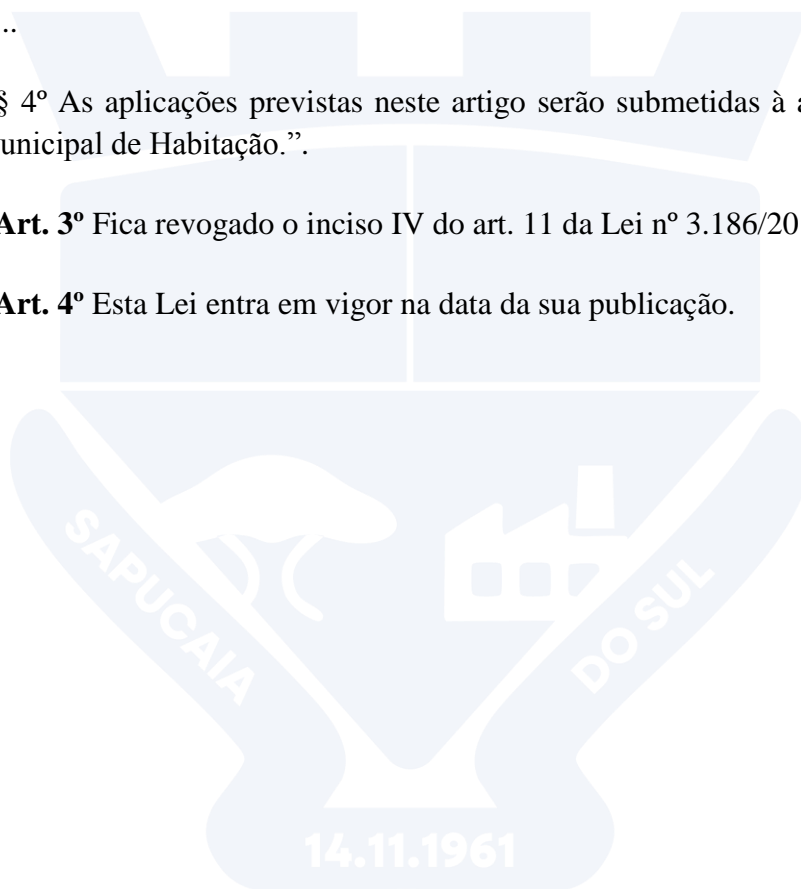 ..
§ 4º As aplicações previstas neste artigo serão submetidas à
unicipal de Habitação.”.
Art. 3º Fica revogado o inciso IV do art. 11 da Lei nº 3.186/20
Art. 4º Esta Lei entra em vigor na data da sua publicação.
SAPUCAIA DO SUL
14.11.1961